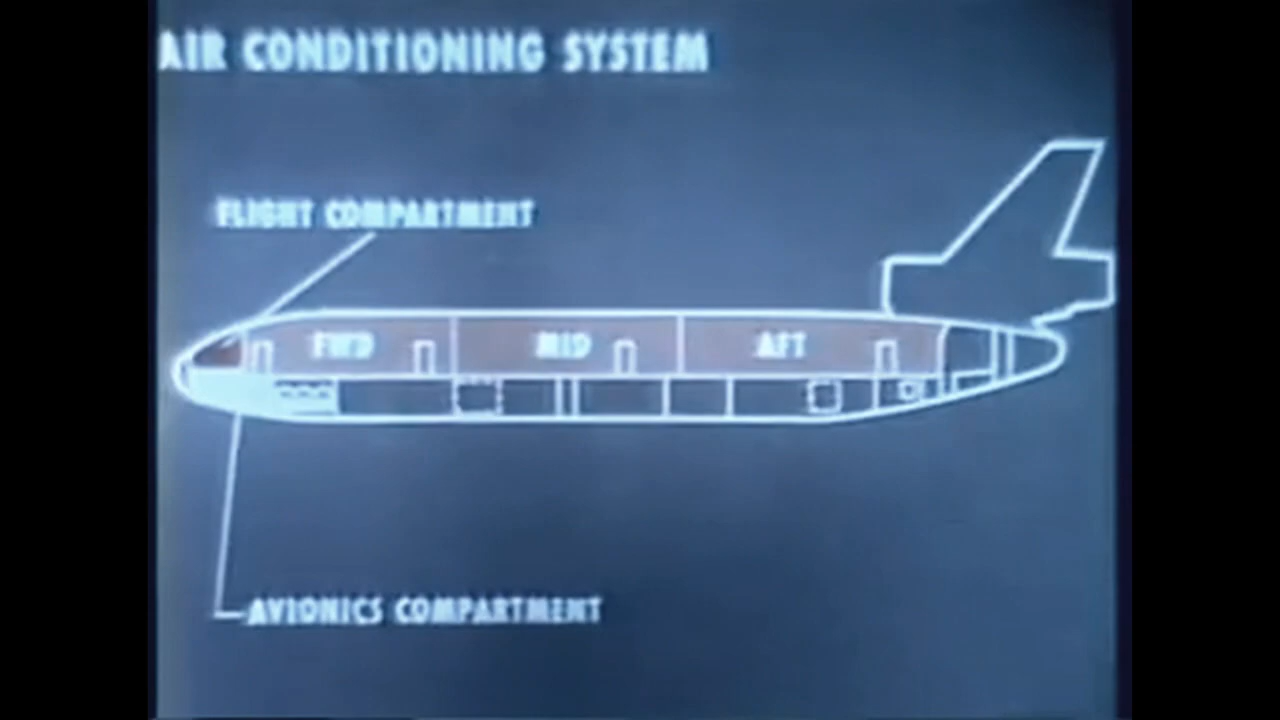 AIR CONDITIONING SYSTEM
FLIGHT COMPARTMENT
FWD MID AFT
AVIONICS COMPARTMENT